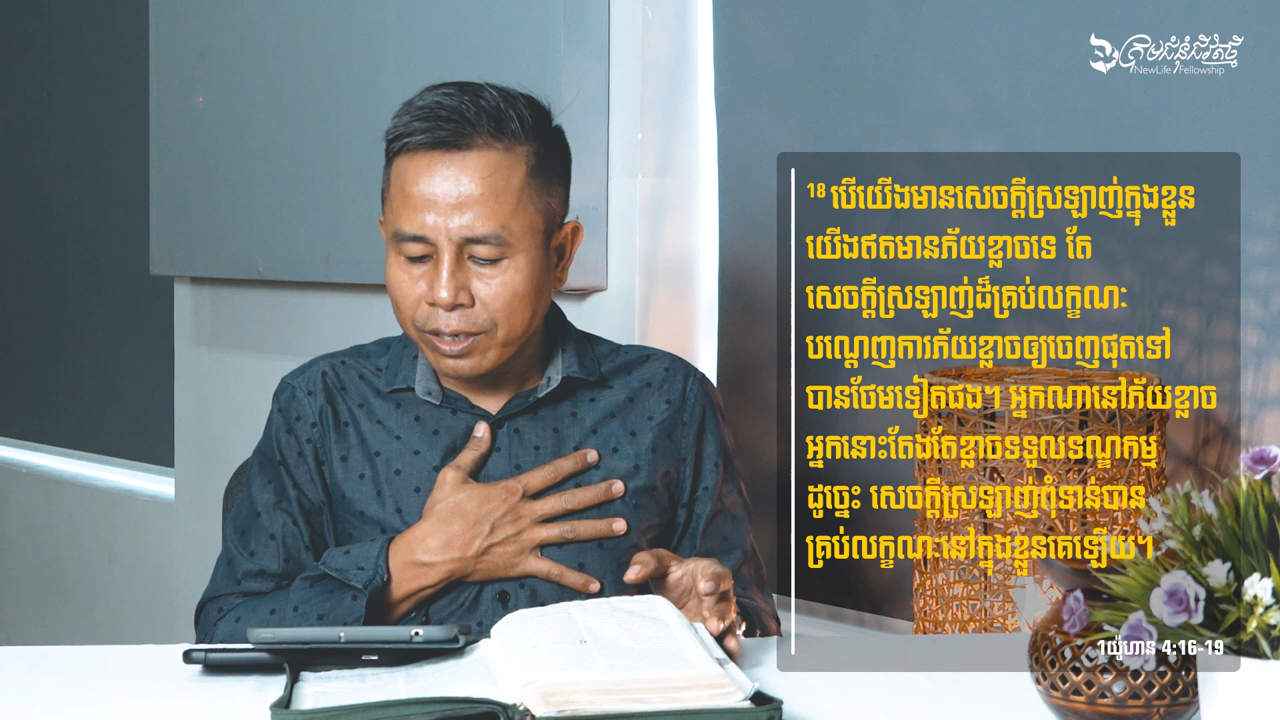 ក្រុមជំនុំជីវិតថ្មី
NewLife Fellowship
18 បើយើងមានសេចក្ដីស្រឡាញ់ក្នុងខ្លួន
យើងឥតមានភ័យខ្លាចទេ តែ
សេចក្ដីស្រឡាញ់ដ៏គ្រប់លក្ខណៈ
បណ្ដេញការភ័យខ្លាចឲ្យចេញផុតទៅ
បានថែមទៀតផង។ អ្នកណានៅភ័យខ្លាច
អ្នកនោះតែងតែខ្លាចទទួលទណ្ឌកម្ម
ដូច្នេះ សេចក្ដីស្រឡាញ់ពុំទាន់បាន
គ្រប់លក្ខណៈនៅក្នុងខ្លួនគេឡើយ។
1យ៉ូហាន 4:16-19